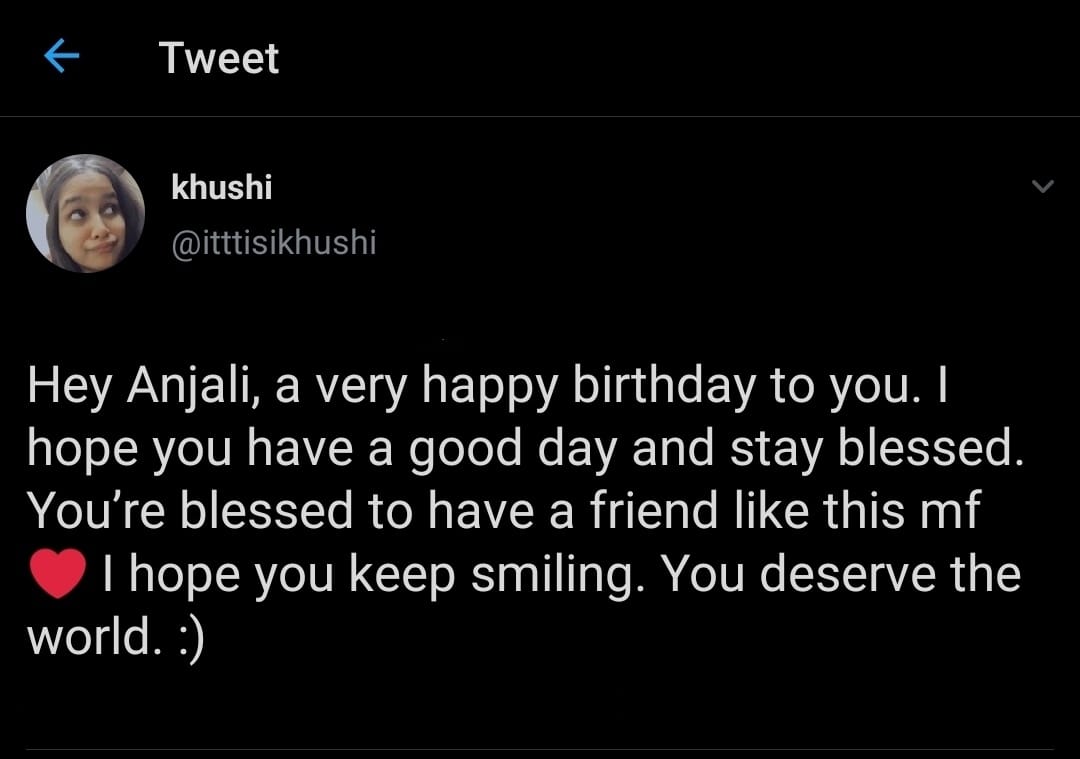 Tweet
khushi
@itttisikhushi
Hey Anjali, a very happy birthday to you. I
hope you have a good day and stay blessed.
You’re blessed to have a friend like this mf
❤️ I hope you keep smiling. You deserve the
world. :)